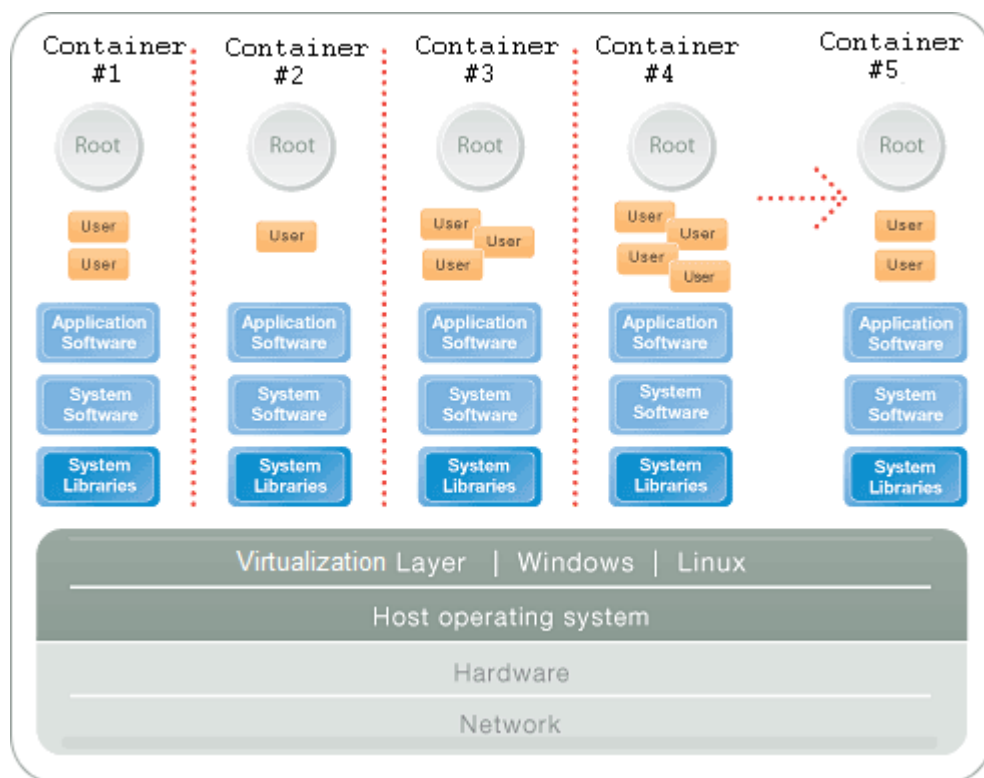 Container #1
Container #2
Container #3
Container #4
Container #5
Root
Root
Root
Root
Root
User
User
User
User
User
User
User
User
User
User
User
User
Application Software
Application Software
Application Software
Application Software
Application Software
System Software
System Software
System Software
System Software
System Software
System Libraries
System Libraries
System Libraries
System Libraries
System Libraries
Virtualization Layer | Windows | Linux
Host operating system
Hardware
Network